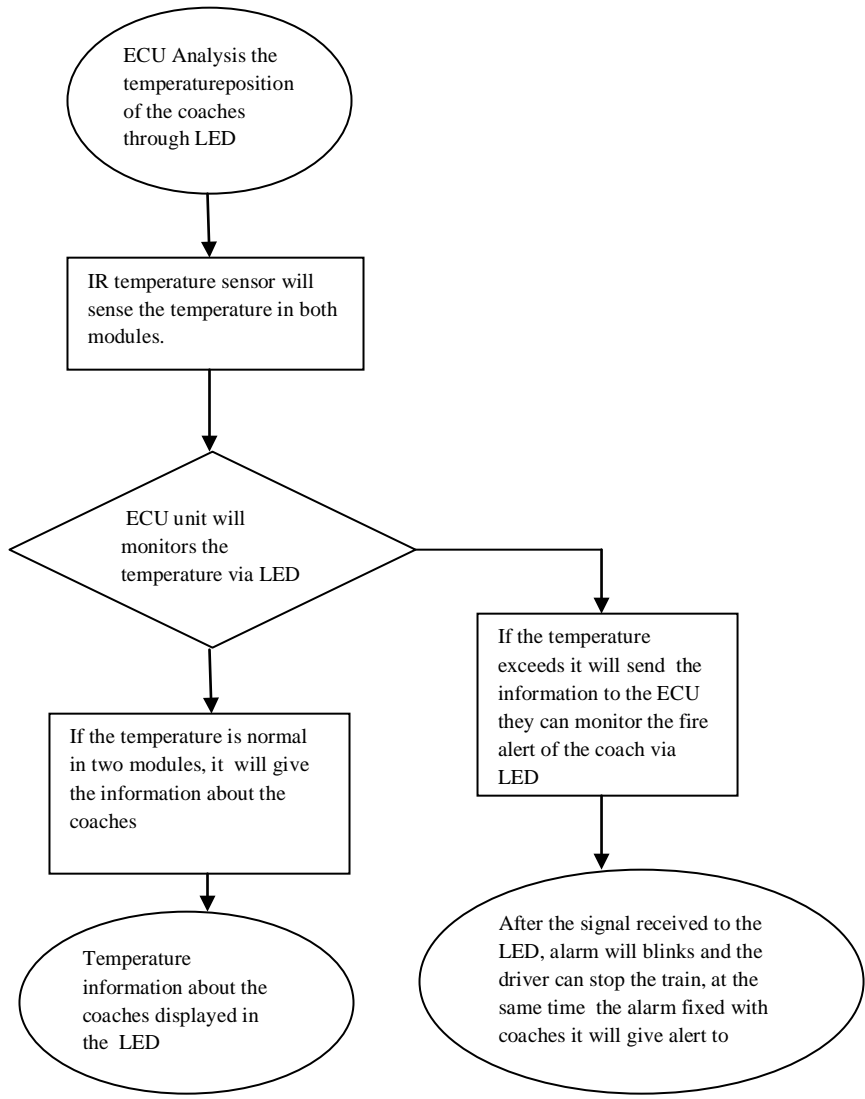 ECU Analysis the
temperatureposition
of the coaches
through LED
IR temperature sensor will
sense the temperature in both
modules.
ECU unit will
monitors the
temperature via LED
If the temperature
exceeds it will send the
information to the ECU
they can monitor the fire
alert of the coach via
LED
If the temperature is normal
in two modules, it will give
the information about the
coaches
After the signal received to the
LED, alarm will blinks and the
driver can stop the train, at the
same time the alarm fixed with
coaches it will give alert to
Temperature
information about the
coaches displayed in
the LED